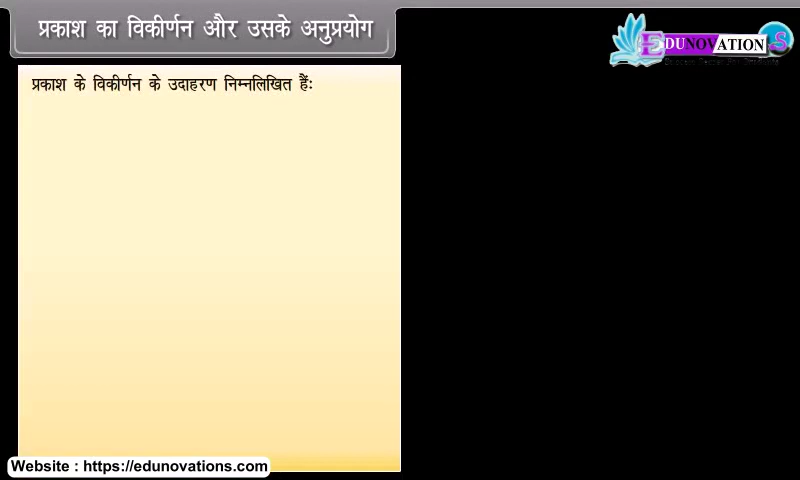 प्रकाश का विकीर्णन और उसके अनुप्रयोग
EDUNOVATIONS
प्रकाश के विकीर्णन के उदाहरण निम्नलिखित हैं:
Website : https://edunovations.com